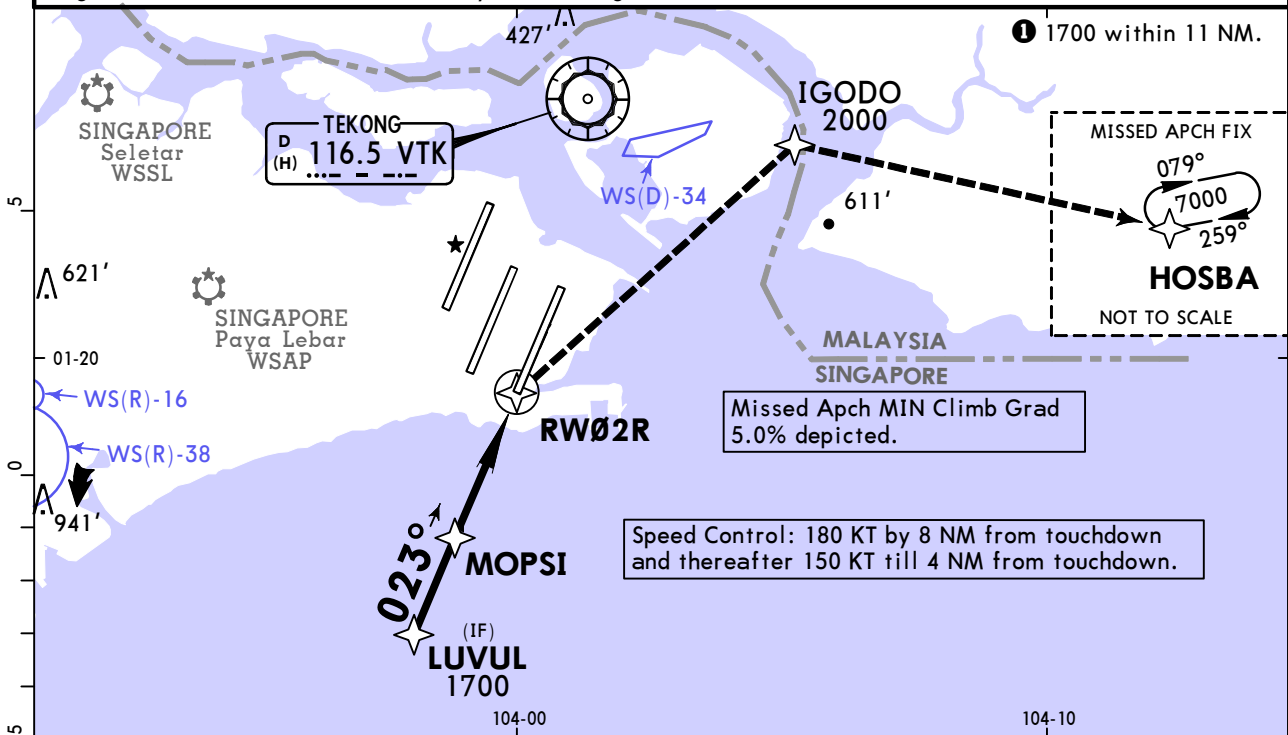 427'
❶ 1700 within 11 NM.
SINGAPORE
Seletar
WSSL
TEKONG
D
(H) 116.5 VTK
WS(D)-34
IGODO
2000
611'
MISSED APCH FIX
079°
7000
259°
HOSBA
NOT TO SCALE
5
621'
SINGAPORE
Paya Lebar
WSAP
01-20
MALAYSIA
SINGAPORE
WS(R)-16
WS(R)-38
RWØ2R
Missed Apch MIN Climb Grad
5.0% depicted.
0
941'
023°
MOPSI
Speed Control: 180 KT by 8 NM from touchdown
and thereafter 150 KT till 4 NM from touchdown.
(IF)
LUVUL
1700
5
104-00
104-10